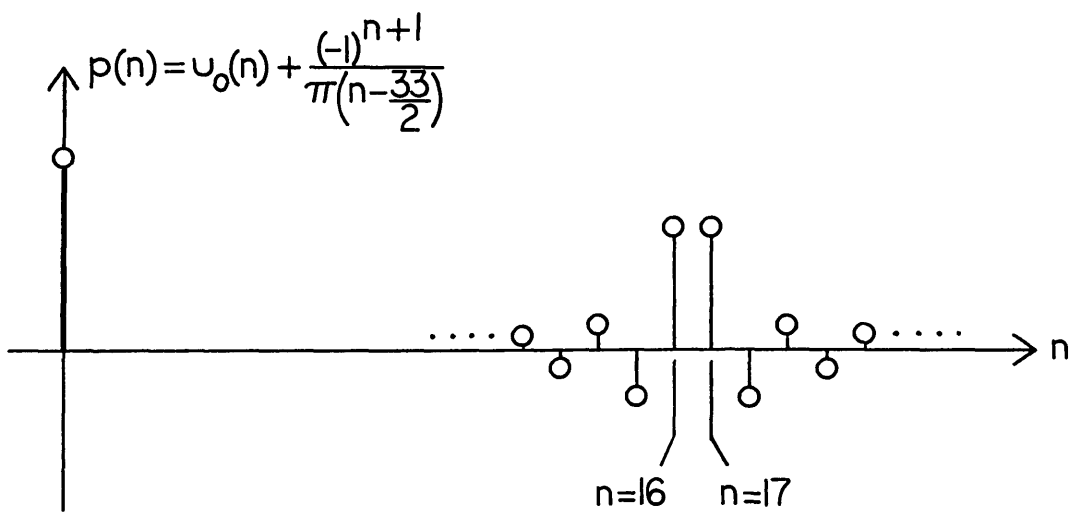 p(n) = u₀(n) + (-1)^{n+1} / π(n - 33/2)
n
n=16 n=17